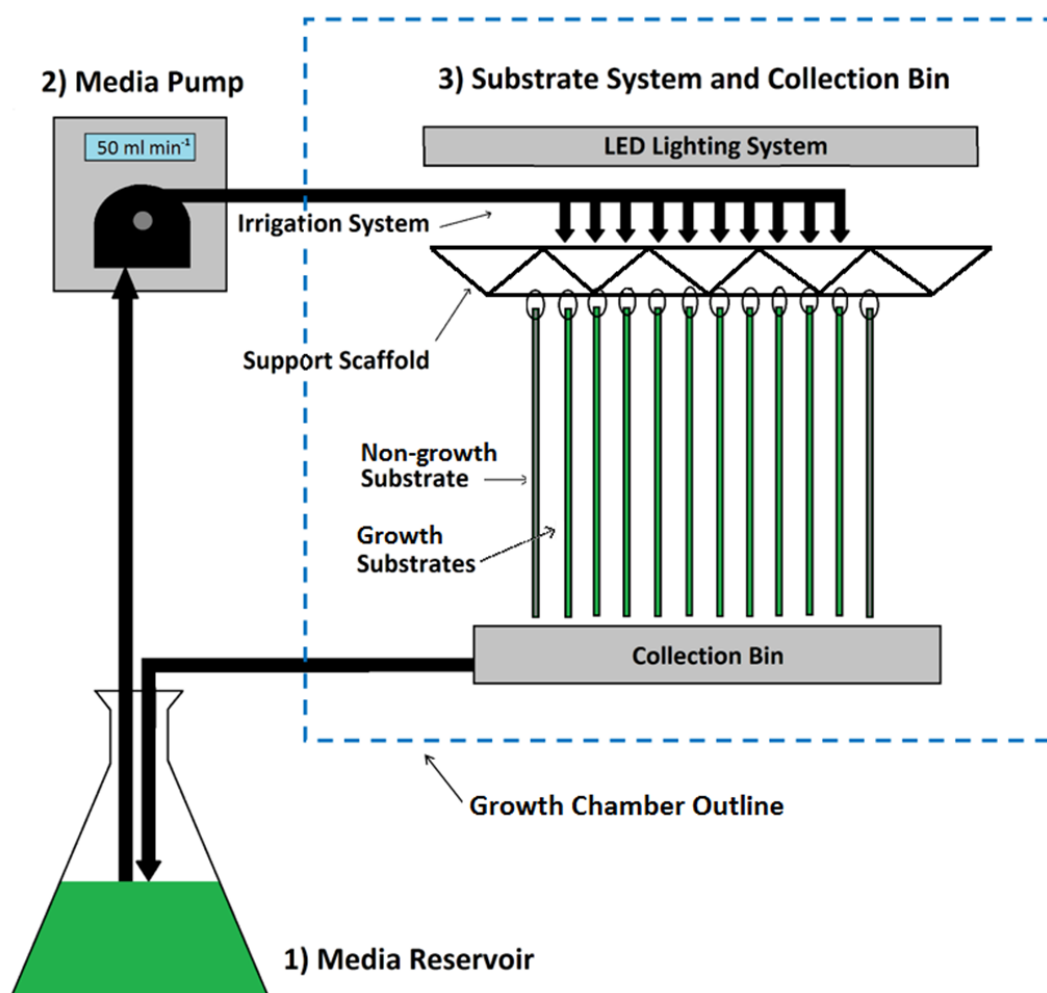 2) Media Pump
50 ml min⁻¹
3) Substrate System and Collection Bin
LED Lighting System
Irrigation System
Support Scaffold
Non-growth
Substrate
Growth
Substrates
Collection Bin
Growth Chamber Outline
1) Media Reservoir